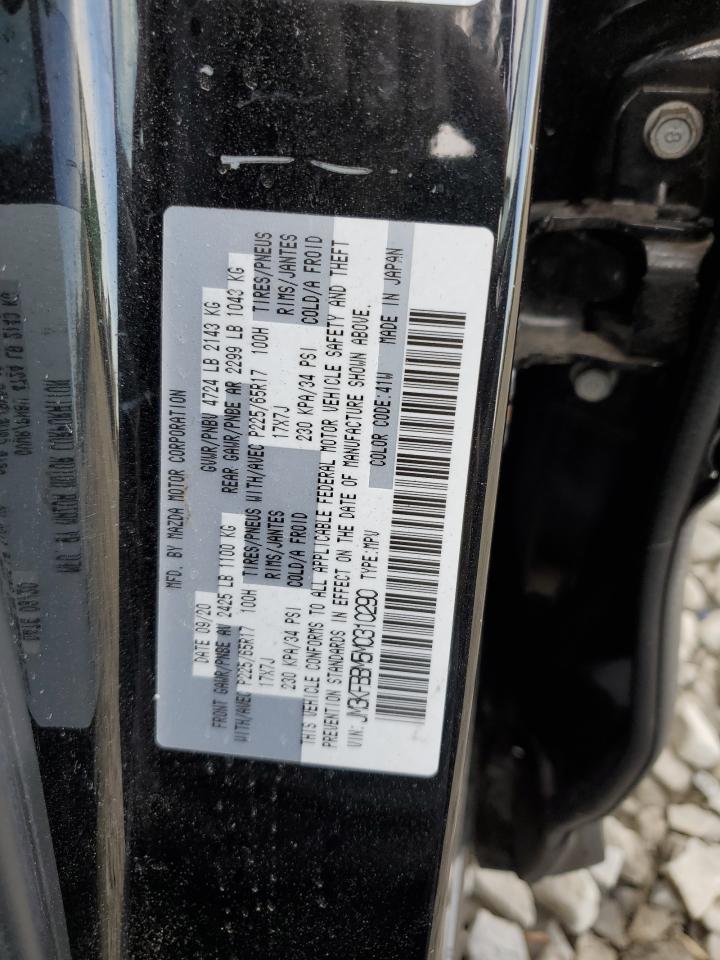 MFD. BY MAZDA MOTOR CORPORATION
DATE 09/20 GVWR/PNBV 4724 LB 2143 KG
FRONT GAWR/PNBE AV 2425 LB 1100 KG REAR GAWR/PNBE AR 2299 LB 1043 KG
WITH/AVEC P225/65R17 TIRES/PNEUS WITH/AVEC P225/65R17 TIRES/PNEUS
100H 100H
17X7J RIMS/JANTES 17X7J RIMS/JANTES
230 KPA/34 PSI COLD/A FROID 230 KPA/34 PSI COLD/A FROID
THIS VEHICLE CONFORMS TO ALL APPLICABLE FEDERAL MOTOR VEHICLE SAFETY AND THEFT
PREVENTION STANDARDS IN EFFECT ON THE DATE OF MANUFACTURE SHOWN ABOVE.
VIN: JM3KFBBM5M0310290 TYPE:MPV COLOR CODE:41W MADE IN JAPAN
8